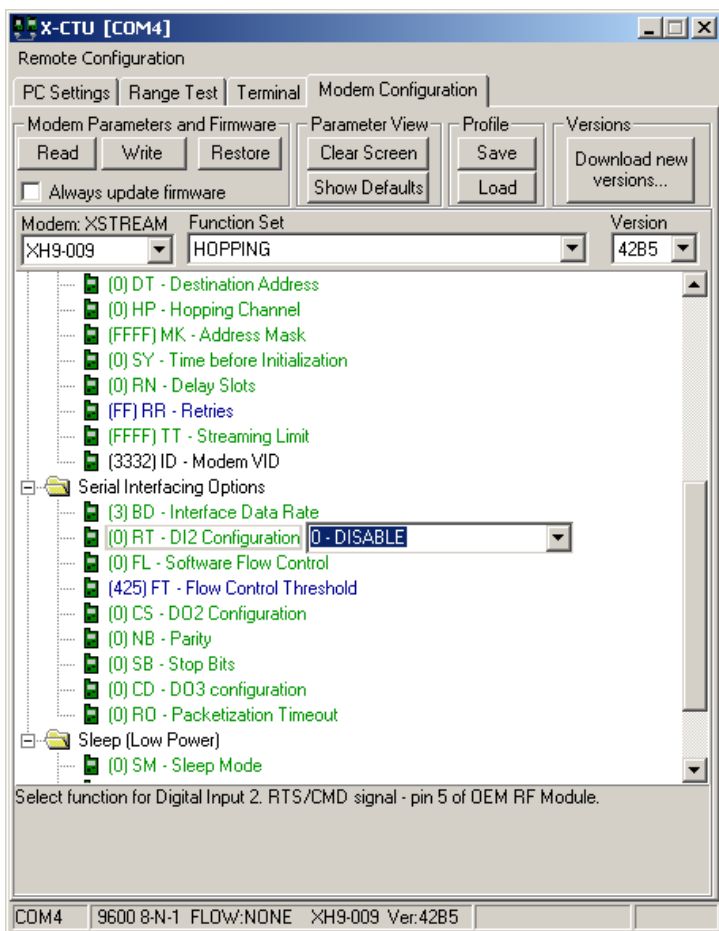 X-CTU [COM4]
Remote Configuration
PC Settings Range Test Terminal Modem Configuration
Modem Parameters and Firmware Parameter View Profile Versions
Read Write Restore Clear Screen Save Download new versions...
Always update firmware Show Defaults Load
Modem: XSTREAM Function Set Version
XH9-009 HOPPING 42B5
(0) DT - Destination Address
(0) HP - Hopping Channel
(FFFF) MK - Address Mask
(0) SY - Time before Initialization
(0) RN - Delay Slots
(FF) RR - Retries
(FFFF) TT - Streaming Limit
(3332) ID - Modem VID
Serial Interfacing Options
(3) BD - Interface Data Rate
(0) RT - DI2 Configuration 0 - DISABLE
(0) FL - Software Flow Control
(425) FT - Flow Control Threshold
(0) CS - DO2 Configuration
(0) NB - Parity
(0) SB - Stop Bits
(0) CD - DO3 configuration
(0) RO - Packetization Timeout
Sleep (Low Power)
(0) SM - Sleep Mode
Select function for Digital Input 2. RTS/CMD signal - pin 5 of OEM RF Module.
COM4 9600 8-N-1 FLOW:NONE XH9-009 Ver:42B5